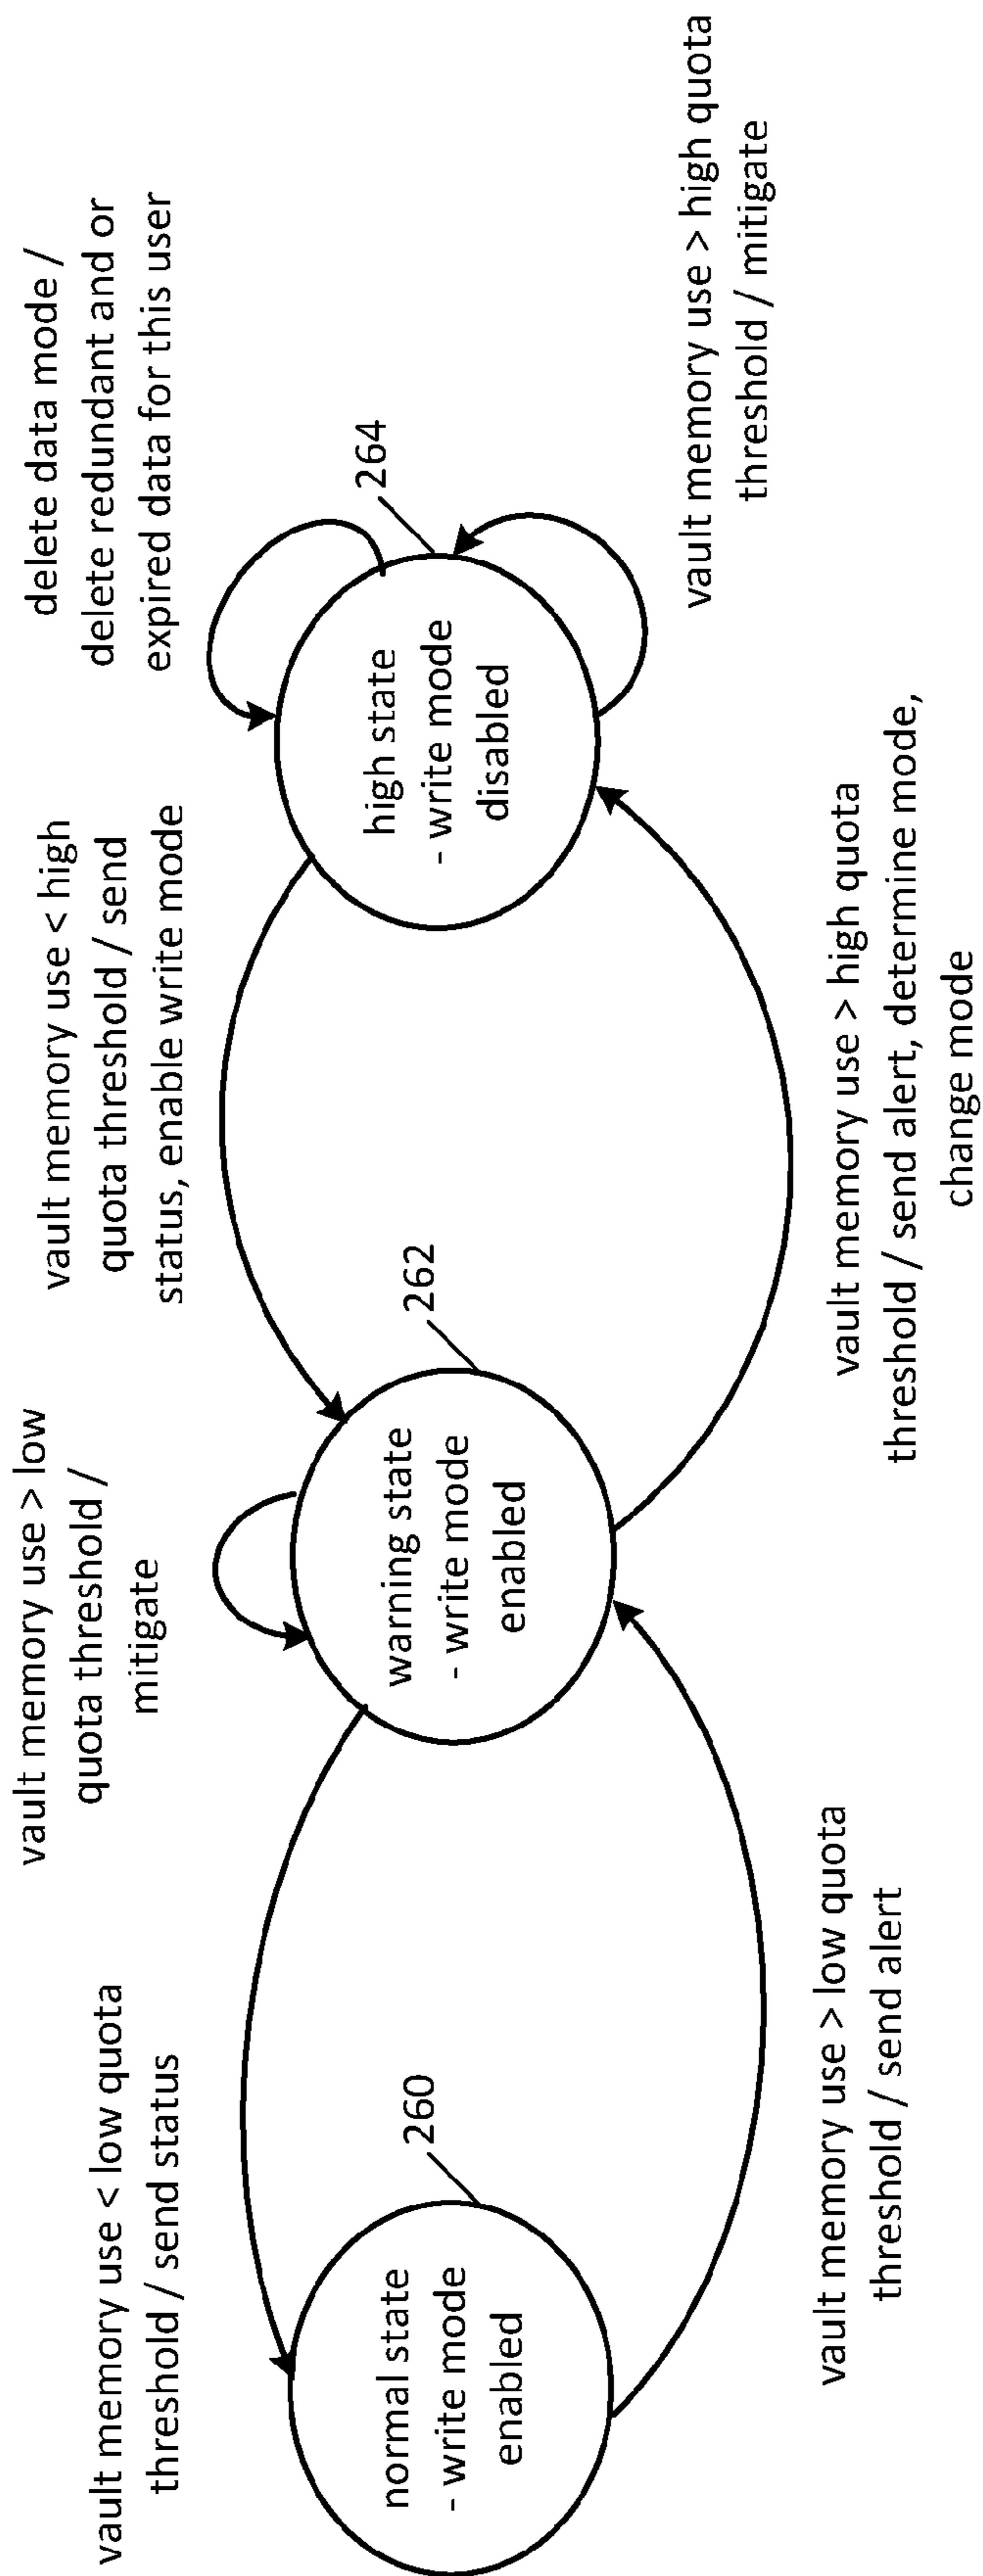 vault memory use < low quota
threshold / send status
vault memory use > low
quota threshold /
mitigate
vault memory use < high
quota threshold / send
status, enable write mode
delete data mode /
delete redundant and or
expired data for this user
260
262
264
normal state
- write mode
enabled
warning state
- write mode
enabled
high state
- write mode
disabled
vault memory use > low quota
threshold / send alert
vault memory use > high quota
threshold / send alert, determine mode,
change mode
vault memory use > high quota
threshold / mitigate